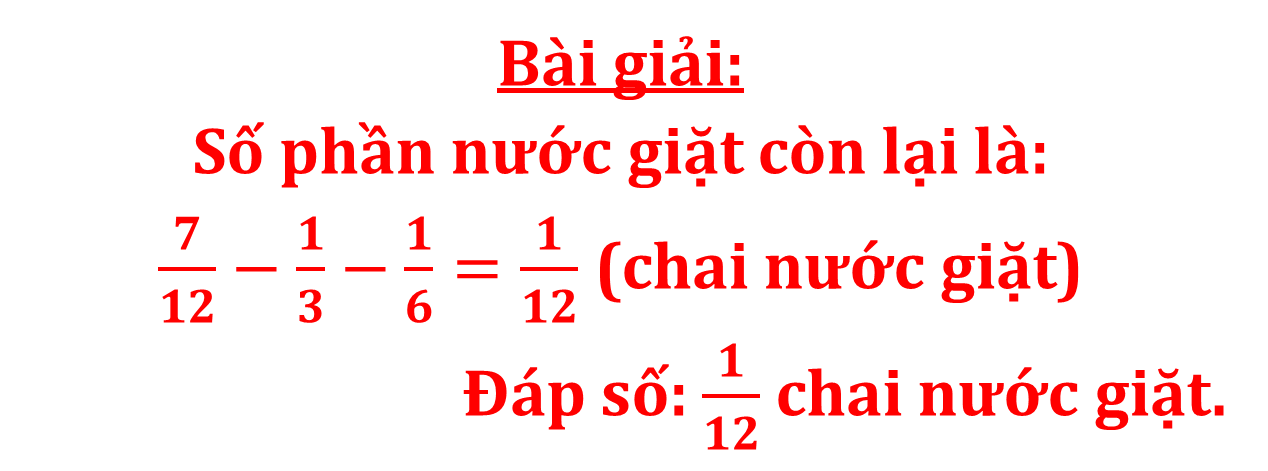 Bài giải:
Số phần nước giặt còn lại là:
7/12 − 1/3 − 1/6 = 1/12 (chai nước giặt)
Đáp số: 1/12 chai nước giặt.